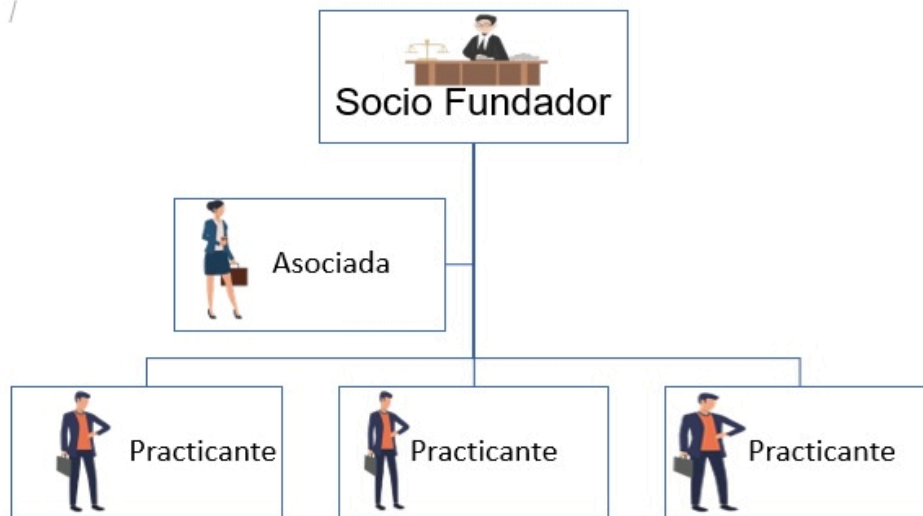 /
Socio Fundador
Asociada
Practicante
Practicante
Practicante